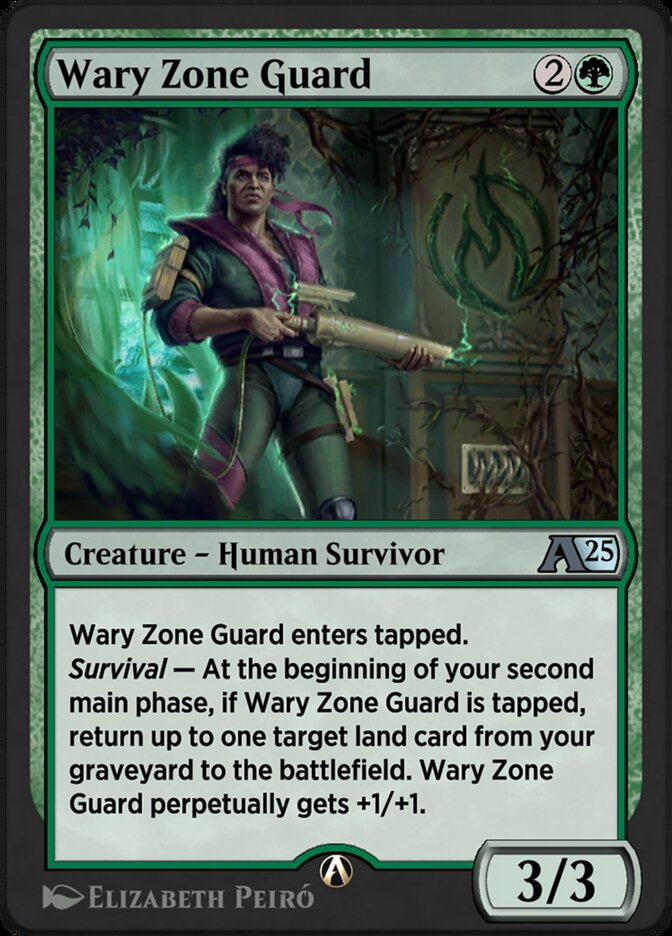 Wary Zone Guard 2
Creature – Human Survivor A25
Wary Zone Guard enters tapped.
Survival — At the beginning of your second
main phase, if Wary Zone Guard is tapped,
return up to one target land card from your
graveyard to the battlefield. Wary Zone
Guard perpetually gets +1/+1.
3/3
Elizabeth Peiró